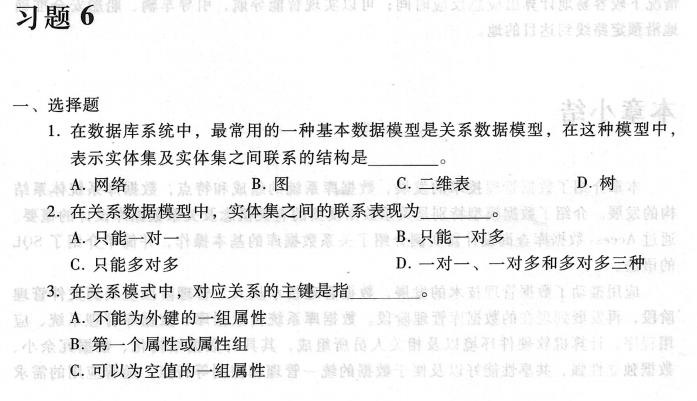 习题 6
一、选择题
1. 在数据库系统中，最常用的一种基本数据模型是关系数据模型，在这种模型中，
表示实体集及实体集之间联系的结构是________。
A. 网络 B. 图 C. 二维表 D. 树
2. 在关系数据模型中，实体集之间的联系表现为________。
A. 只能一对一 B. 只能一对多
C. 只能多对多 D. 一对一、一对多和多对多三种
3. 在关系模式中，对应关系的主键是指________。
A. 不能为外键的一组属性
B. 第一个属性或属性组
C. 可以为空值的一组属性